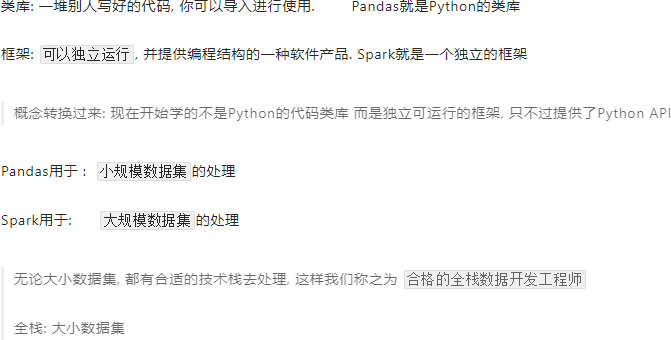 类库: 一堆别人写好的代码, 你可以导入进行使用. Pandas就是Python的类库
框架: 可以独立运行, 并提供编程结构的一种软件产品. Spark就是一个独立的框架
概念转换过来: 现在开始学的不是Python的代码类库 而是独立可运行的框架, 只不过提供了Python API
Pandas用于 : 小规模数据集的处理
Spark用于: 大规模数据集的处理
无论大小数据集, 都有合适的技术栈去处理, 这样我们称之为 合格的全栈数据开发工程师
全栈: 大小数据集